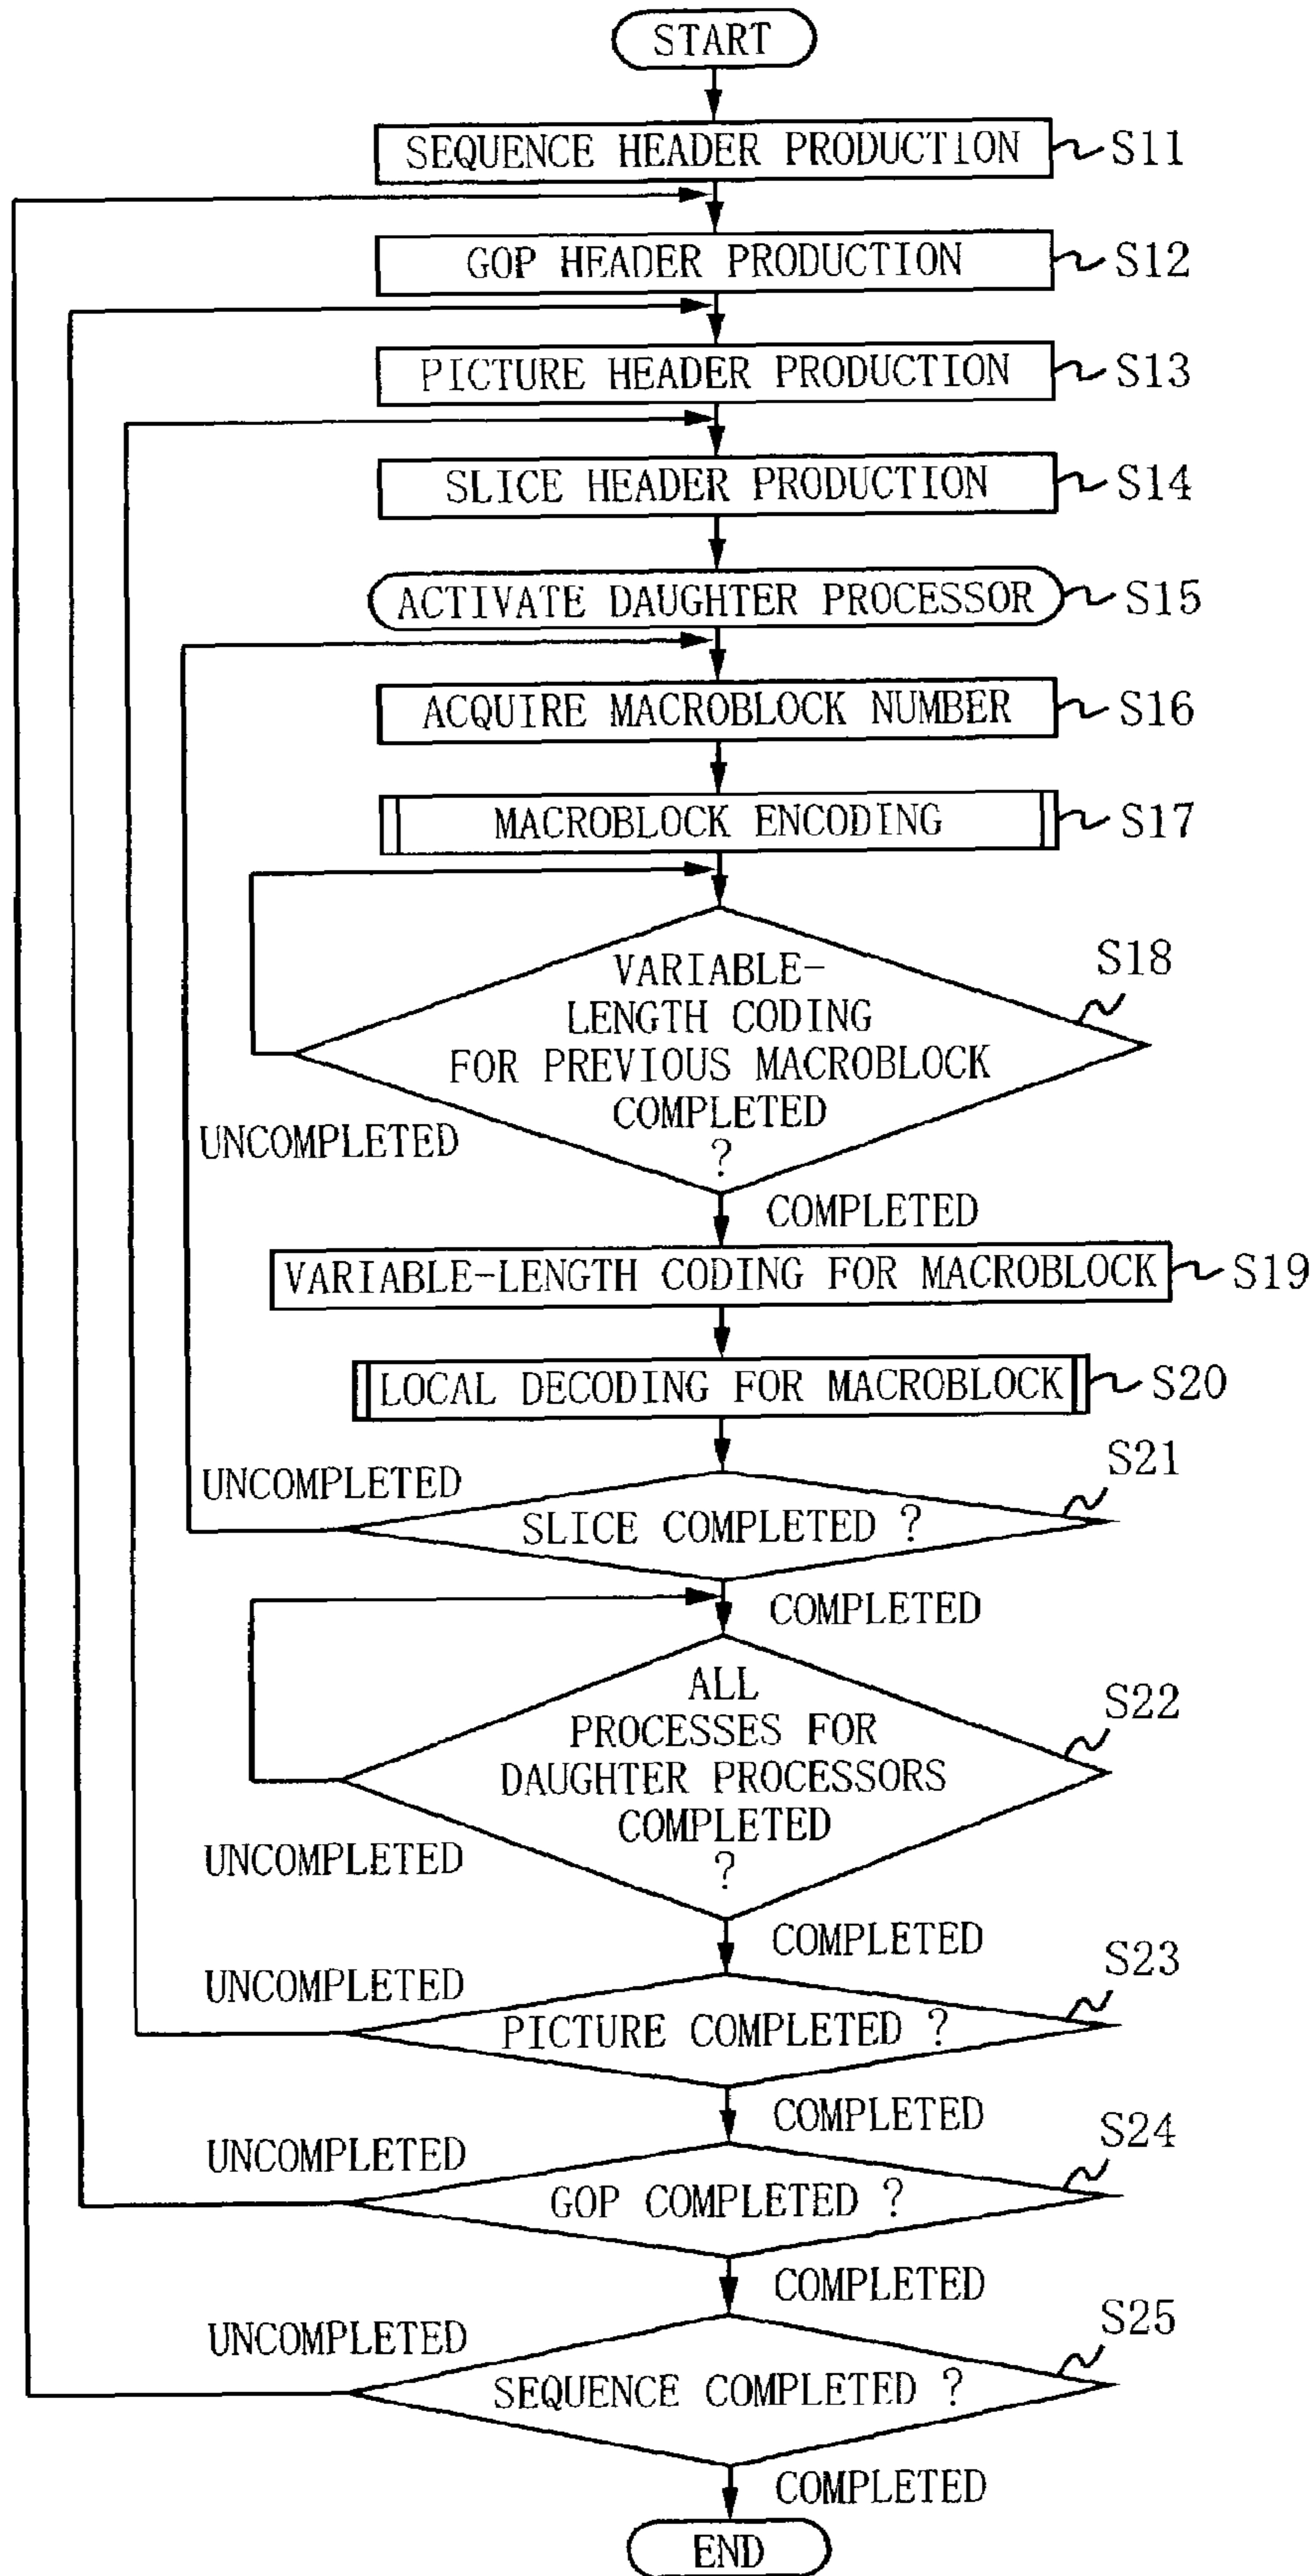 START
SEQUENCE HEADER PRODUCTION
S11
GOP HEADER PRODUCTION
S12
PICTURE HEADER PRODUCTION
S13
SLICE HEADER PRODUCTION
S14
ACTIVATE DAUGHTER PROCESSOR
S15
ACQUIRE MACROBLOCK NUMBER
S16
MACROBLOCK ENCODING
S17
VARIABLE-
LENGTH CODING
FOR PREVIOUS MACROBLOCK
COMPLETED
?
S18
UNCOMPLETED
COMPLETED
VARIABLE-LENGTH CODING FOR MACROBLOCK
S19
LOCAL DECODING FOR MACROBLOCK
S20
SLICE COMPLETED ?
S21
UNCOMPLETED
COMPLETED
ALL
PROCESSES FOR
DAUGHTER PROCESSORS
COMPLETED
?
S22
UNCOMPLETED
COMPLETED
PICTURE COMPLETED ?
S23
UNCOMPLETED
COMPLETED
GOP COMPLETED ?
S24
UNCOMPLETED
COMPLETED
SEQUENCE COMPLETED ?
S25
UNCOMPLETED
COMPLETED
END